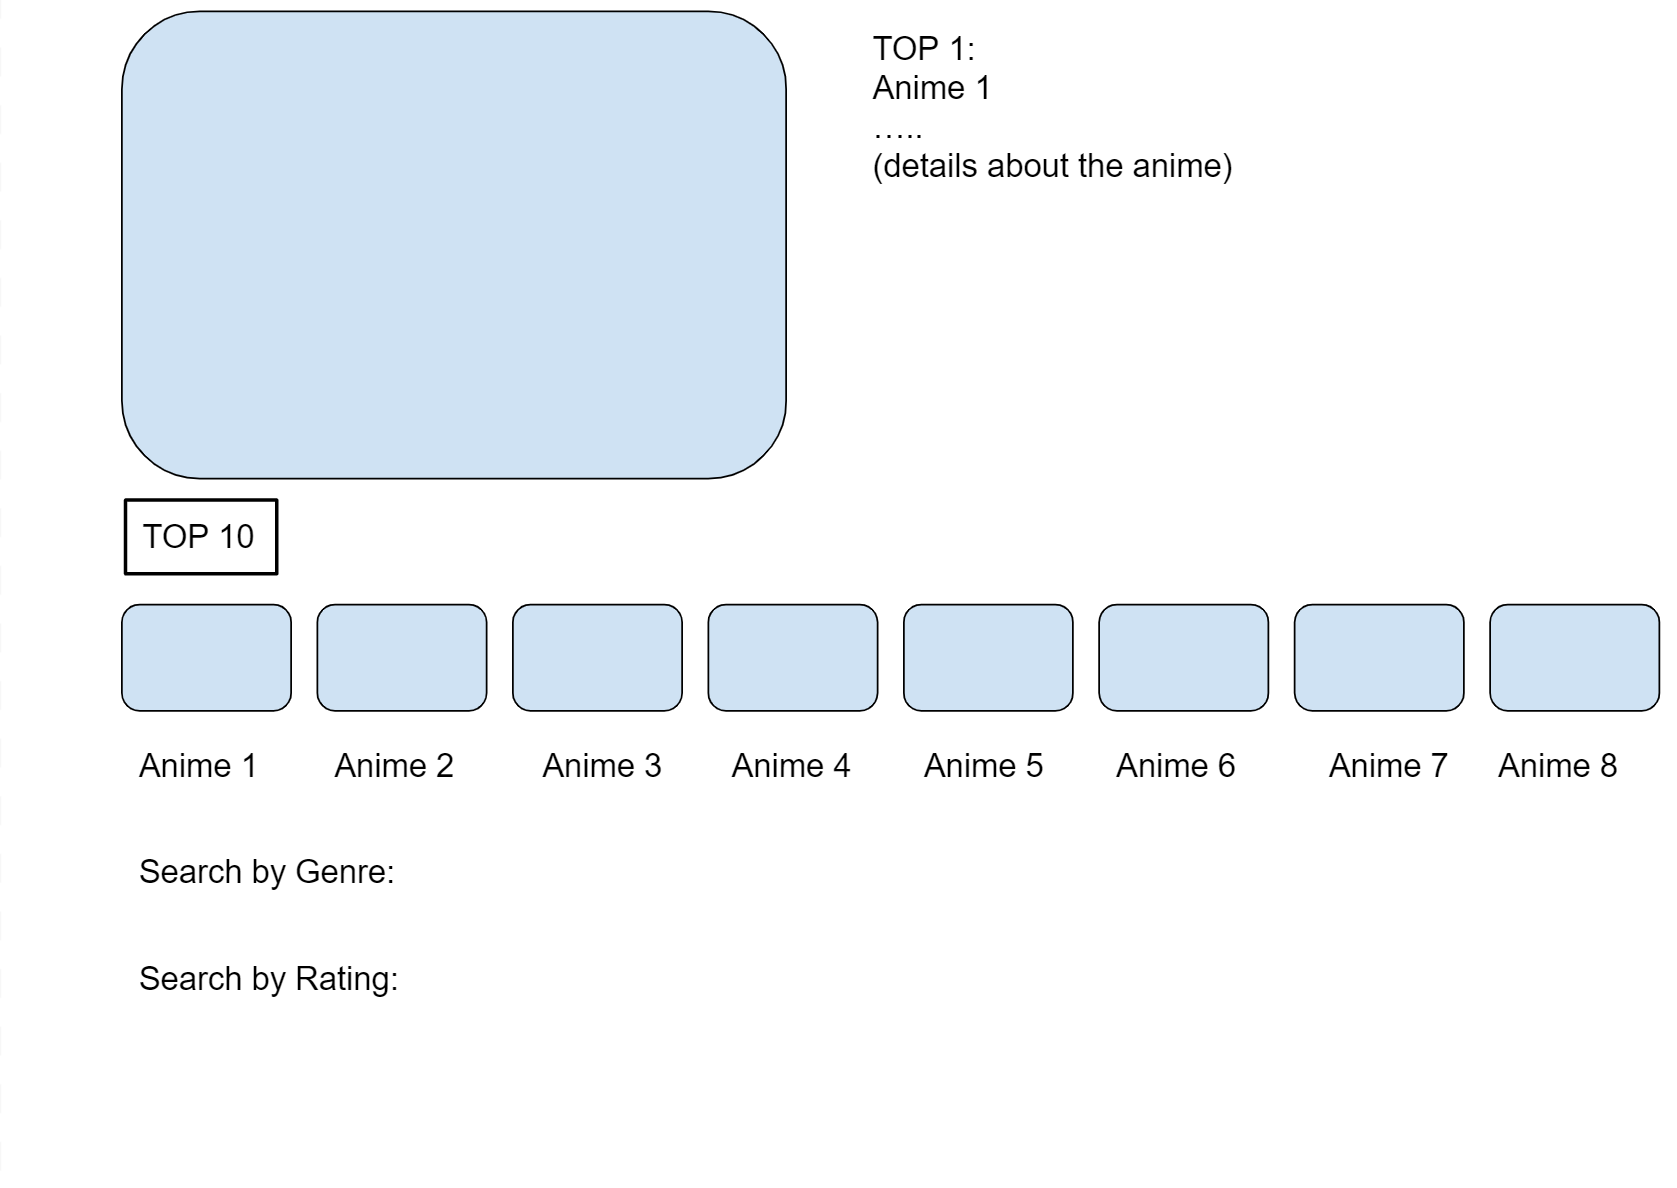 TOP 1:
Anime 1
…..
(details about the anime)
TOP 10
Anime 1
Anime 2
Anime 3
Anime 4
Anime 5
Anime 6
Anime 7
Anime 8
Search by Genre:
Search by Rating: